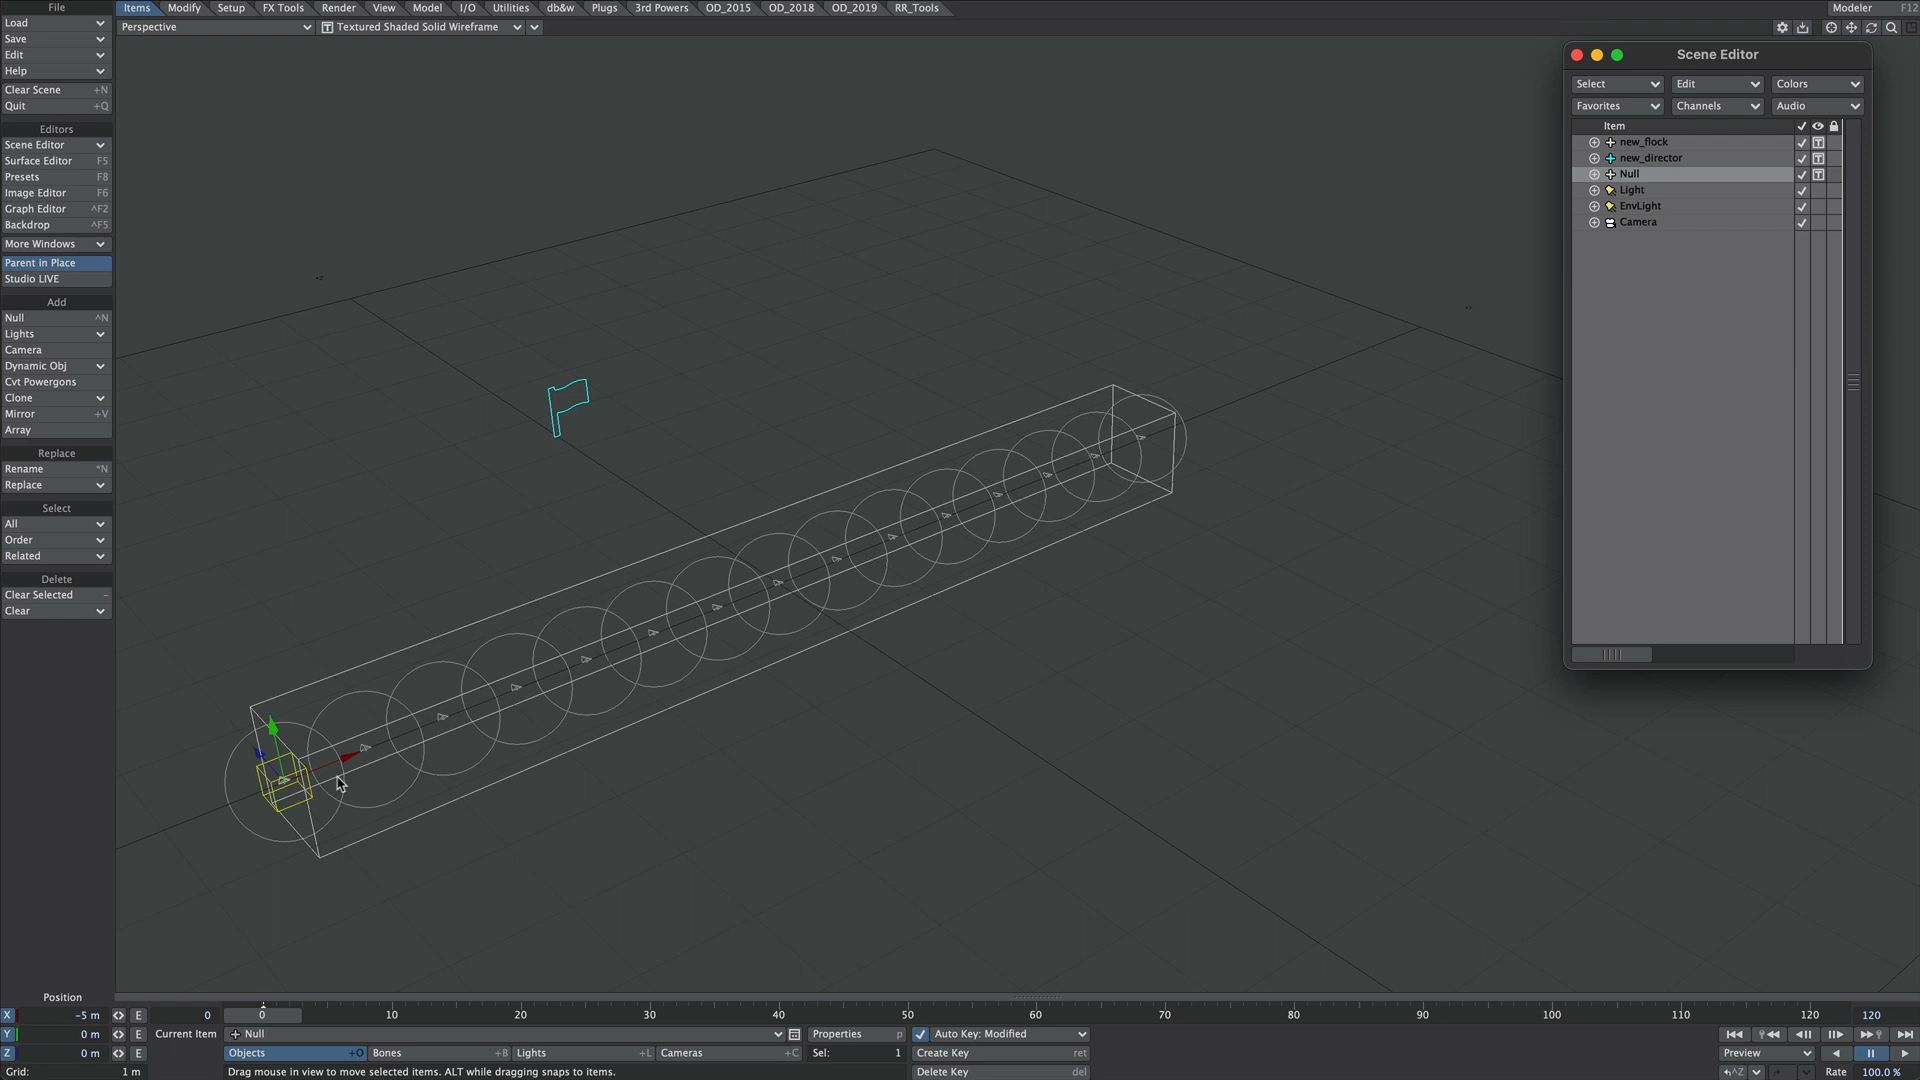 File
Items Modify Setup FX Tools Render View Model I/O Utilities db&w Plugs 3rd Powers OD_2015 OD_2018 OD_2019 RR_Tools
Modeler F12
Load
Save
Edit
Help
Clear Scene +N
Quit +Q
Editors
Scene Editor
Surface Editor F5
Presets F8
Image Editor F6
Graph Editor ^F2
Backdrop ^F5
More Windows
Parent in Place
Studio LIVE
Add
Null ^N
Lights
Camera
Dynamic Obj
Cvt Powergons
Clone
Mirror +V
Array
Replace
Rename *N
Replace
Select
All
Order
Related
Delete
Clear Selected -
Clear
Perspective
T Textured Shaded Solid Wireframe
Scene Editor
Select Edit Colors
Favorites Channels Audio
Item
new_flock T
new_director T
Null T
Light
EnvLight
Camera
Position
X -5 m E
Y 0 m E
Z 0 m E
Grid: 1 m
0 0 10 20 30 40 50 60 70 80 90 100 110 120 120
Current Item Null Properties p Auto Key: Modified
Objects +O Bones +B Lights +L Cameras +C Sel: 1 Create Key ret
Drag mouse in view to move selected items. ALT while dragging snaps to items. Delete Key del
Preview
^Z Rate 100.0 %